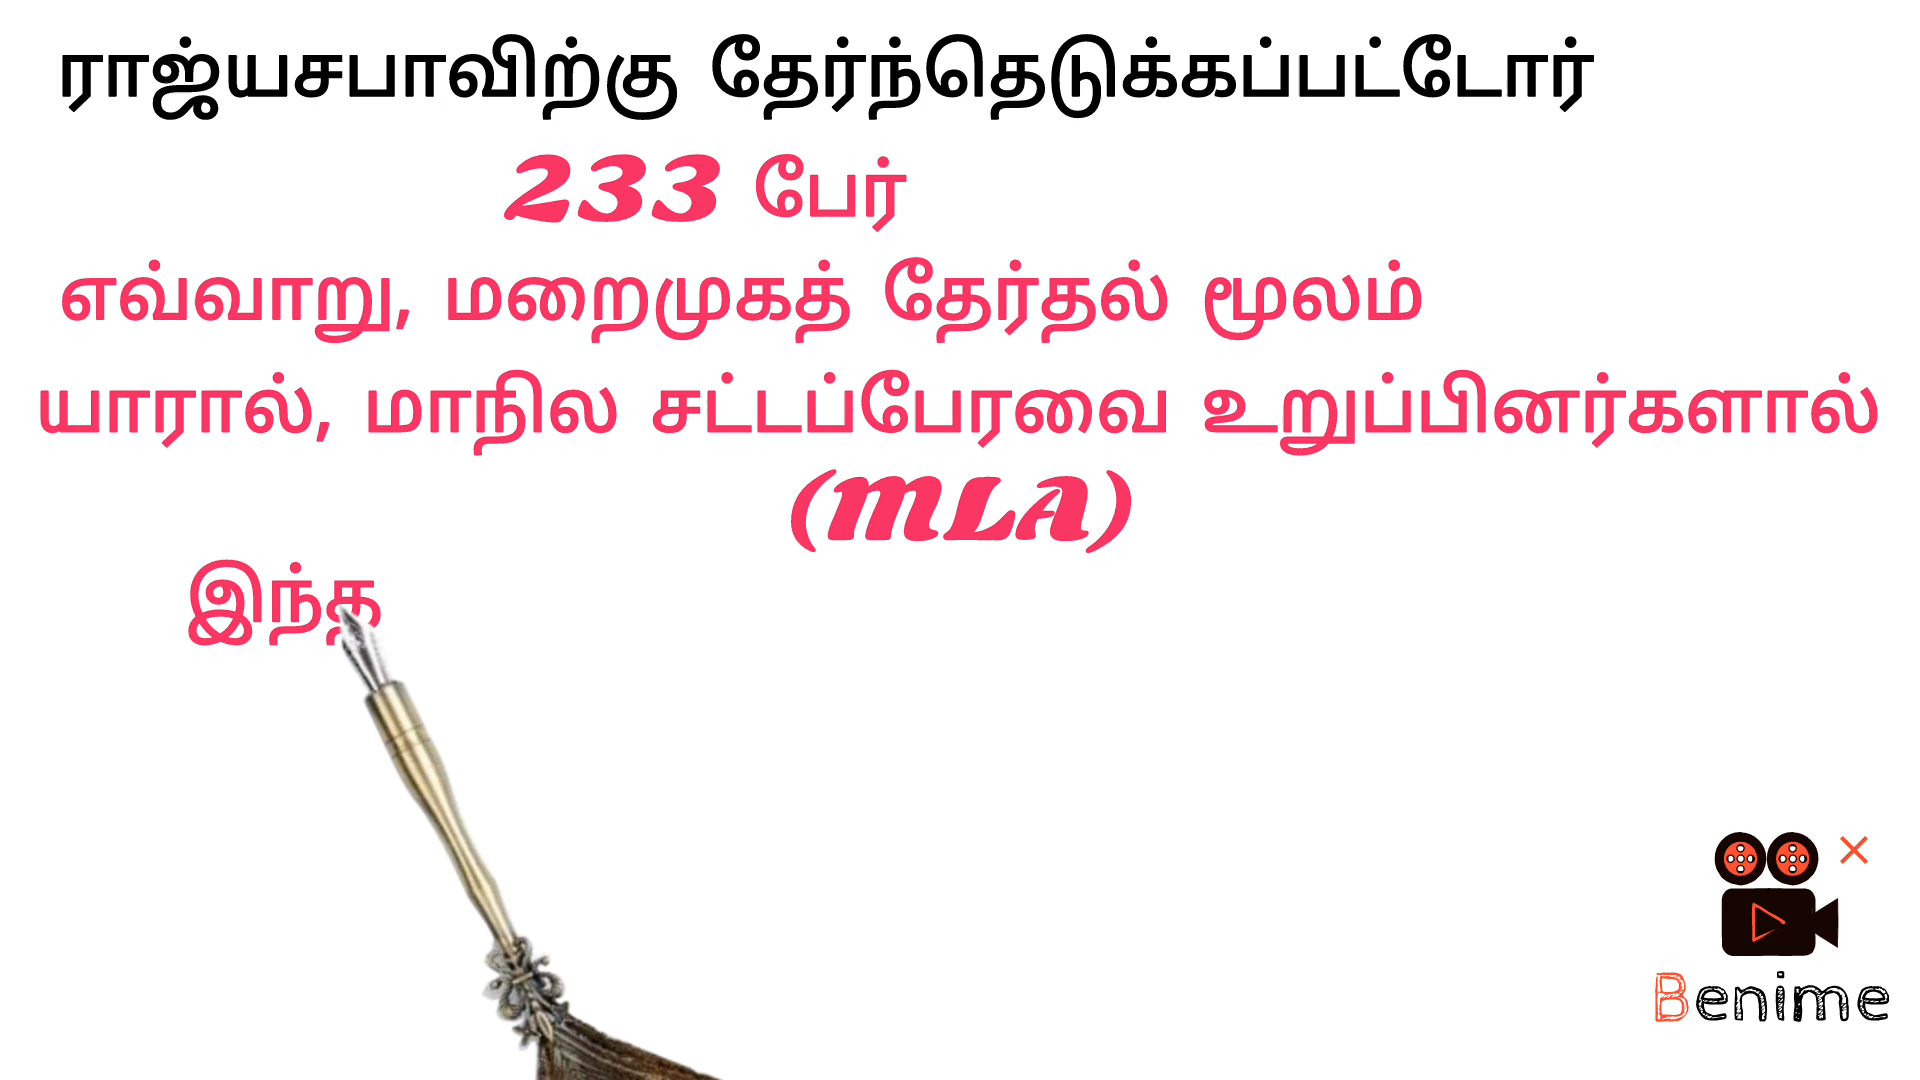 ராஜ்யசபாவிற்கு தேர்ந்தெடுக்கப்பட்டோர்
233 பேர்
எவ்வாறு, மறைமுகத் தேர்தல் மூலம்
யாரால், மாநில சட்டப்பேரவை உறுப்பினர்களால்
(MLA)
இந்த
Benime